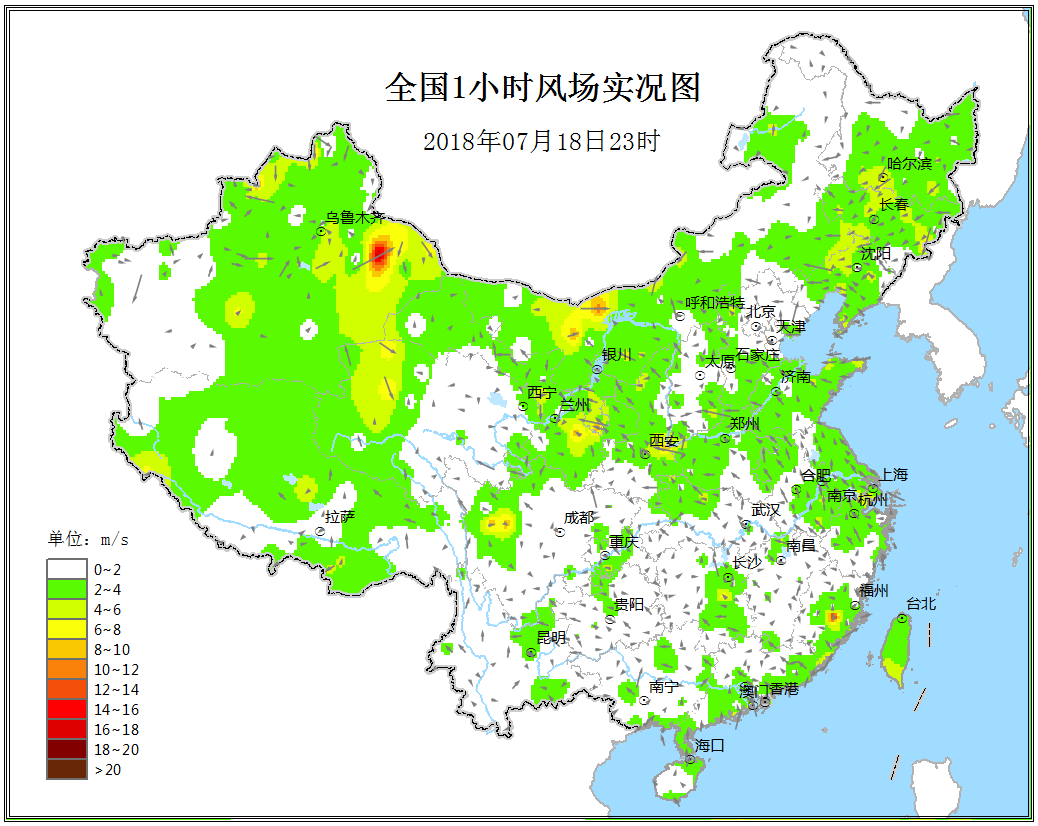 全国1小时风场实况图
2018年07月18日23时
哈尔滨
长春
乌鲁木齐
沈阳
呼和浩特
北京
天津
银川
太原
石家庄
济南
西宁
兰州
郑州
西安
合肥
上海
南京
杭州
拉萨
成都
武汉
重庆
南昌
长沙
福州
贵阳
台北
昆明
南宁
澳门
香港
海口
单位: m/s
0~2
2~4
4~6
6~8
8~10
10~12
12~14
14~16
16~18
18~20
>20